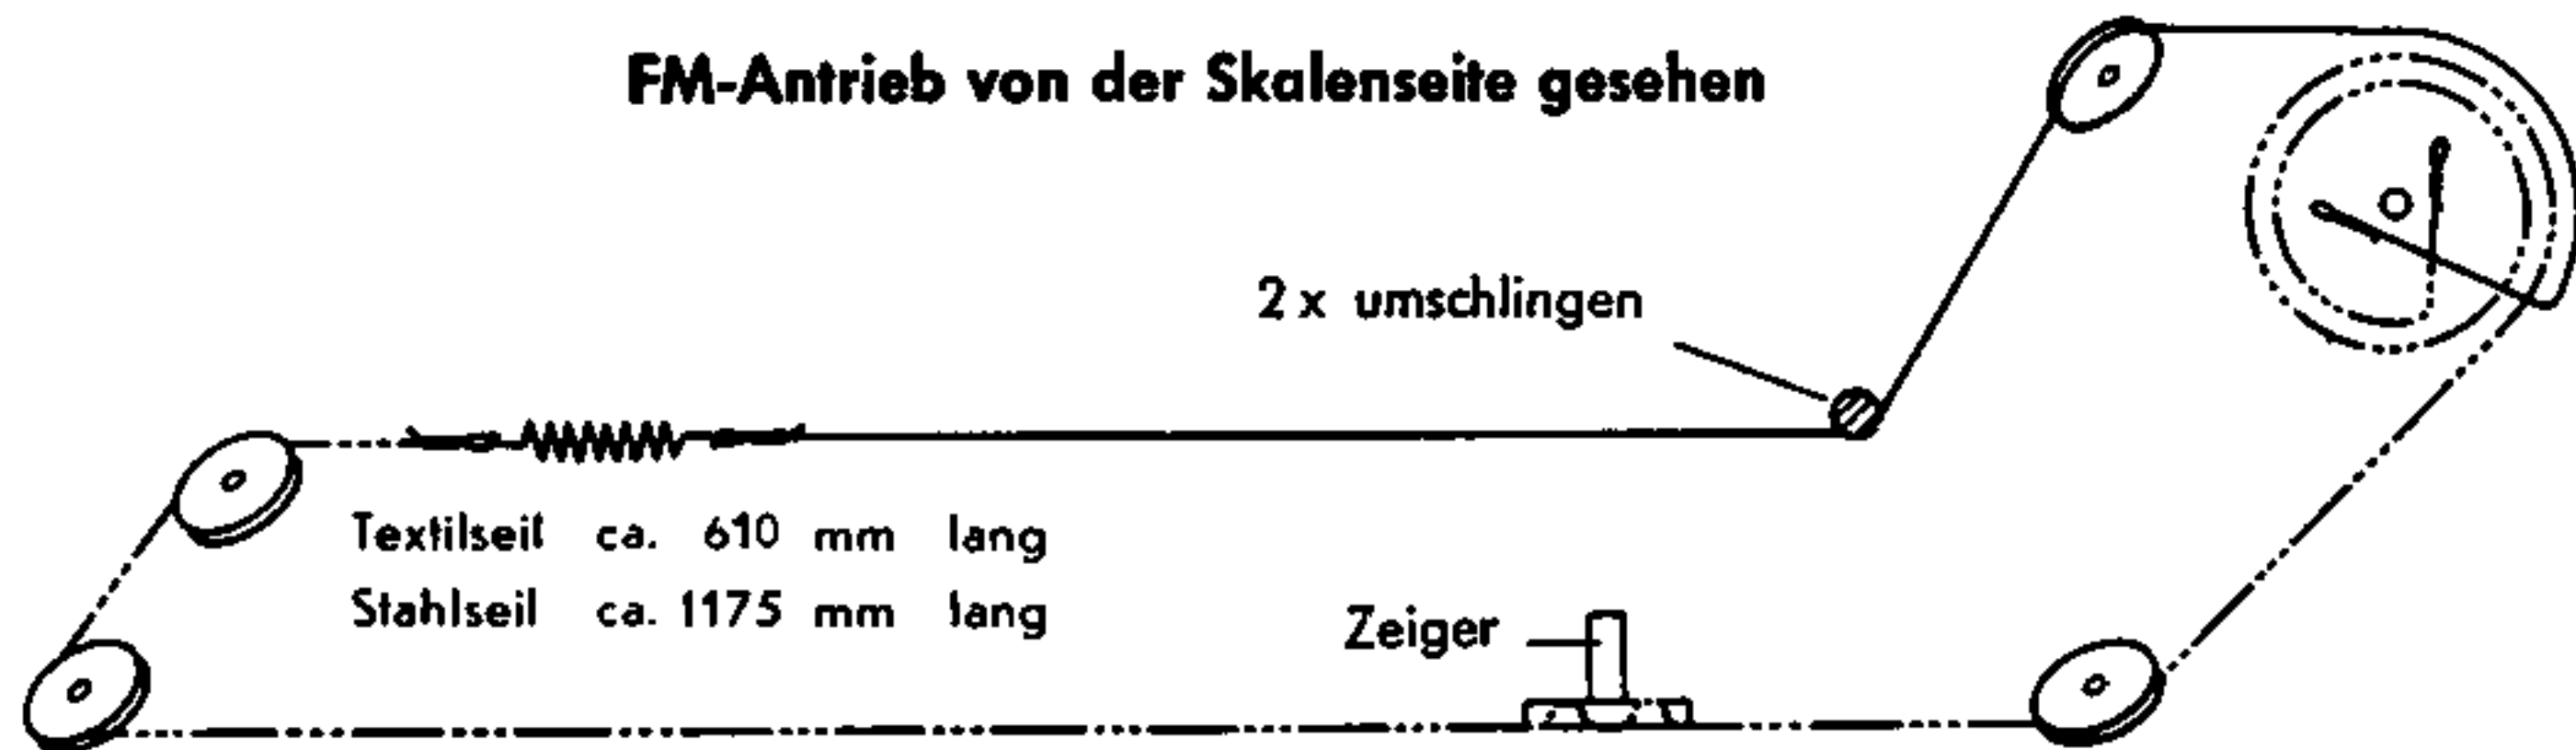 FM-Antrieb von der Skalenseite gesehen
2 x umschlingen
Textilseil ca. 610 mm lang
Stahlseil ca. 1175 mm lang
Zeiger